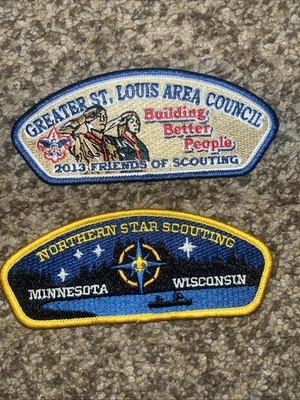 GREATER ST. LOUIS AREA COUNCIL
Building
Better
People
2013 FRIENDS OF SCOUTING
NORTHERN STAR SCOUTING
MINNESOTA WISCONSIN